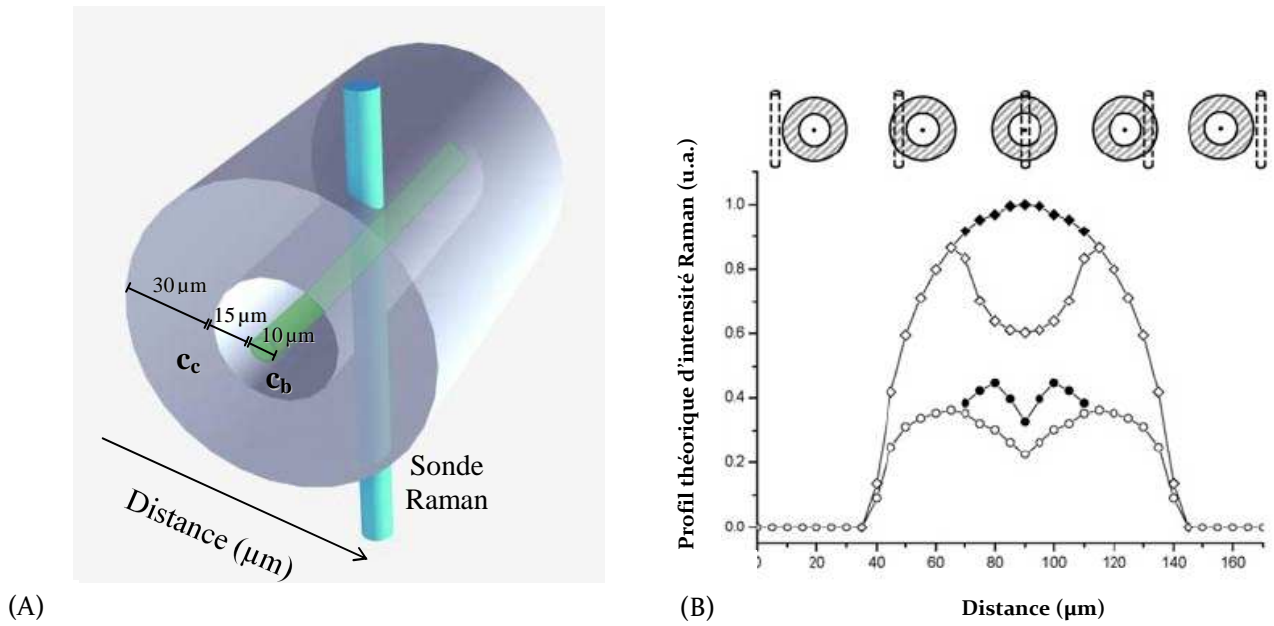 30 µm
15 µm
10 µm
cc
cb
Sonde
Raman
Distance (µm)
(A)
Profil théorique d'intensité Raman (u.a.)
1.0
0.8
0.6
0.4
0.2
0.0
0 20 40 60 80 100 120 140 160
(B)
Distance (µm)